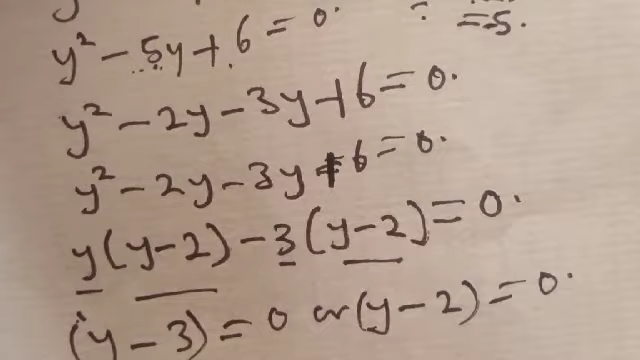 y² - 5y + 6 = 0.
= -5.
y² - 2y - 3y + 6 = 0.
y² - 2y - 3y + 6 = 0.
y(y-2) - 3(y-2) = 0.
(y - 3) = 0 or (y - 2) = 0.